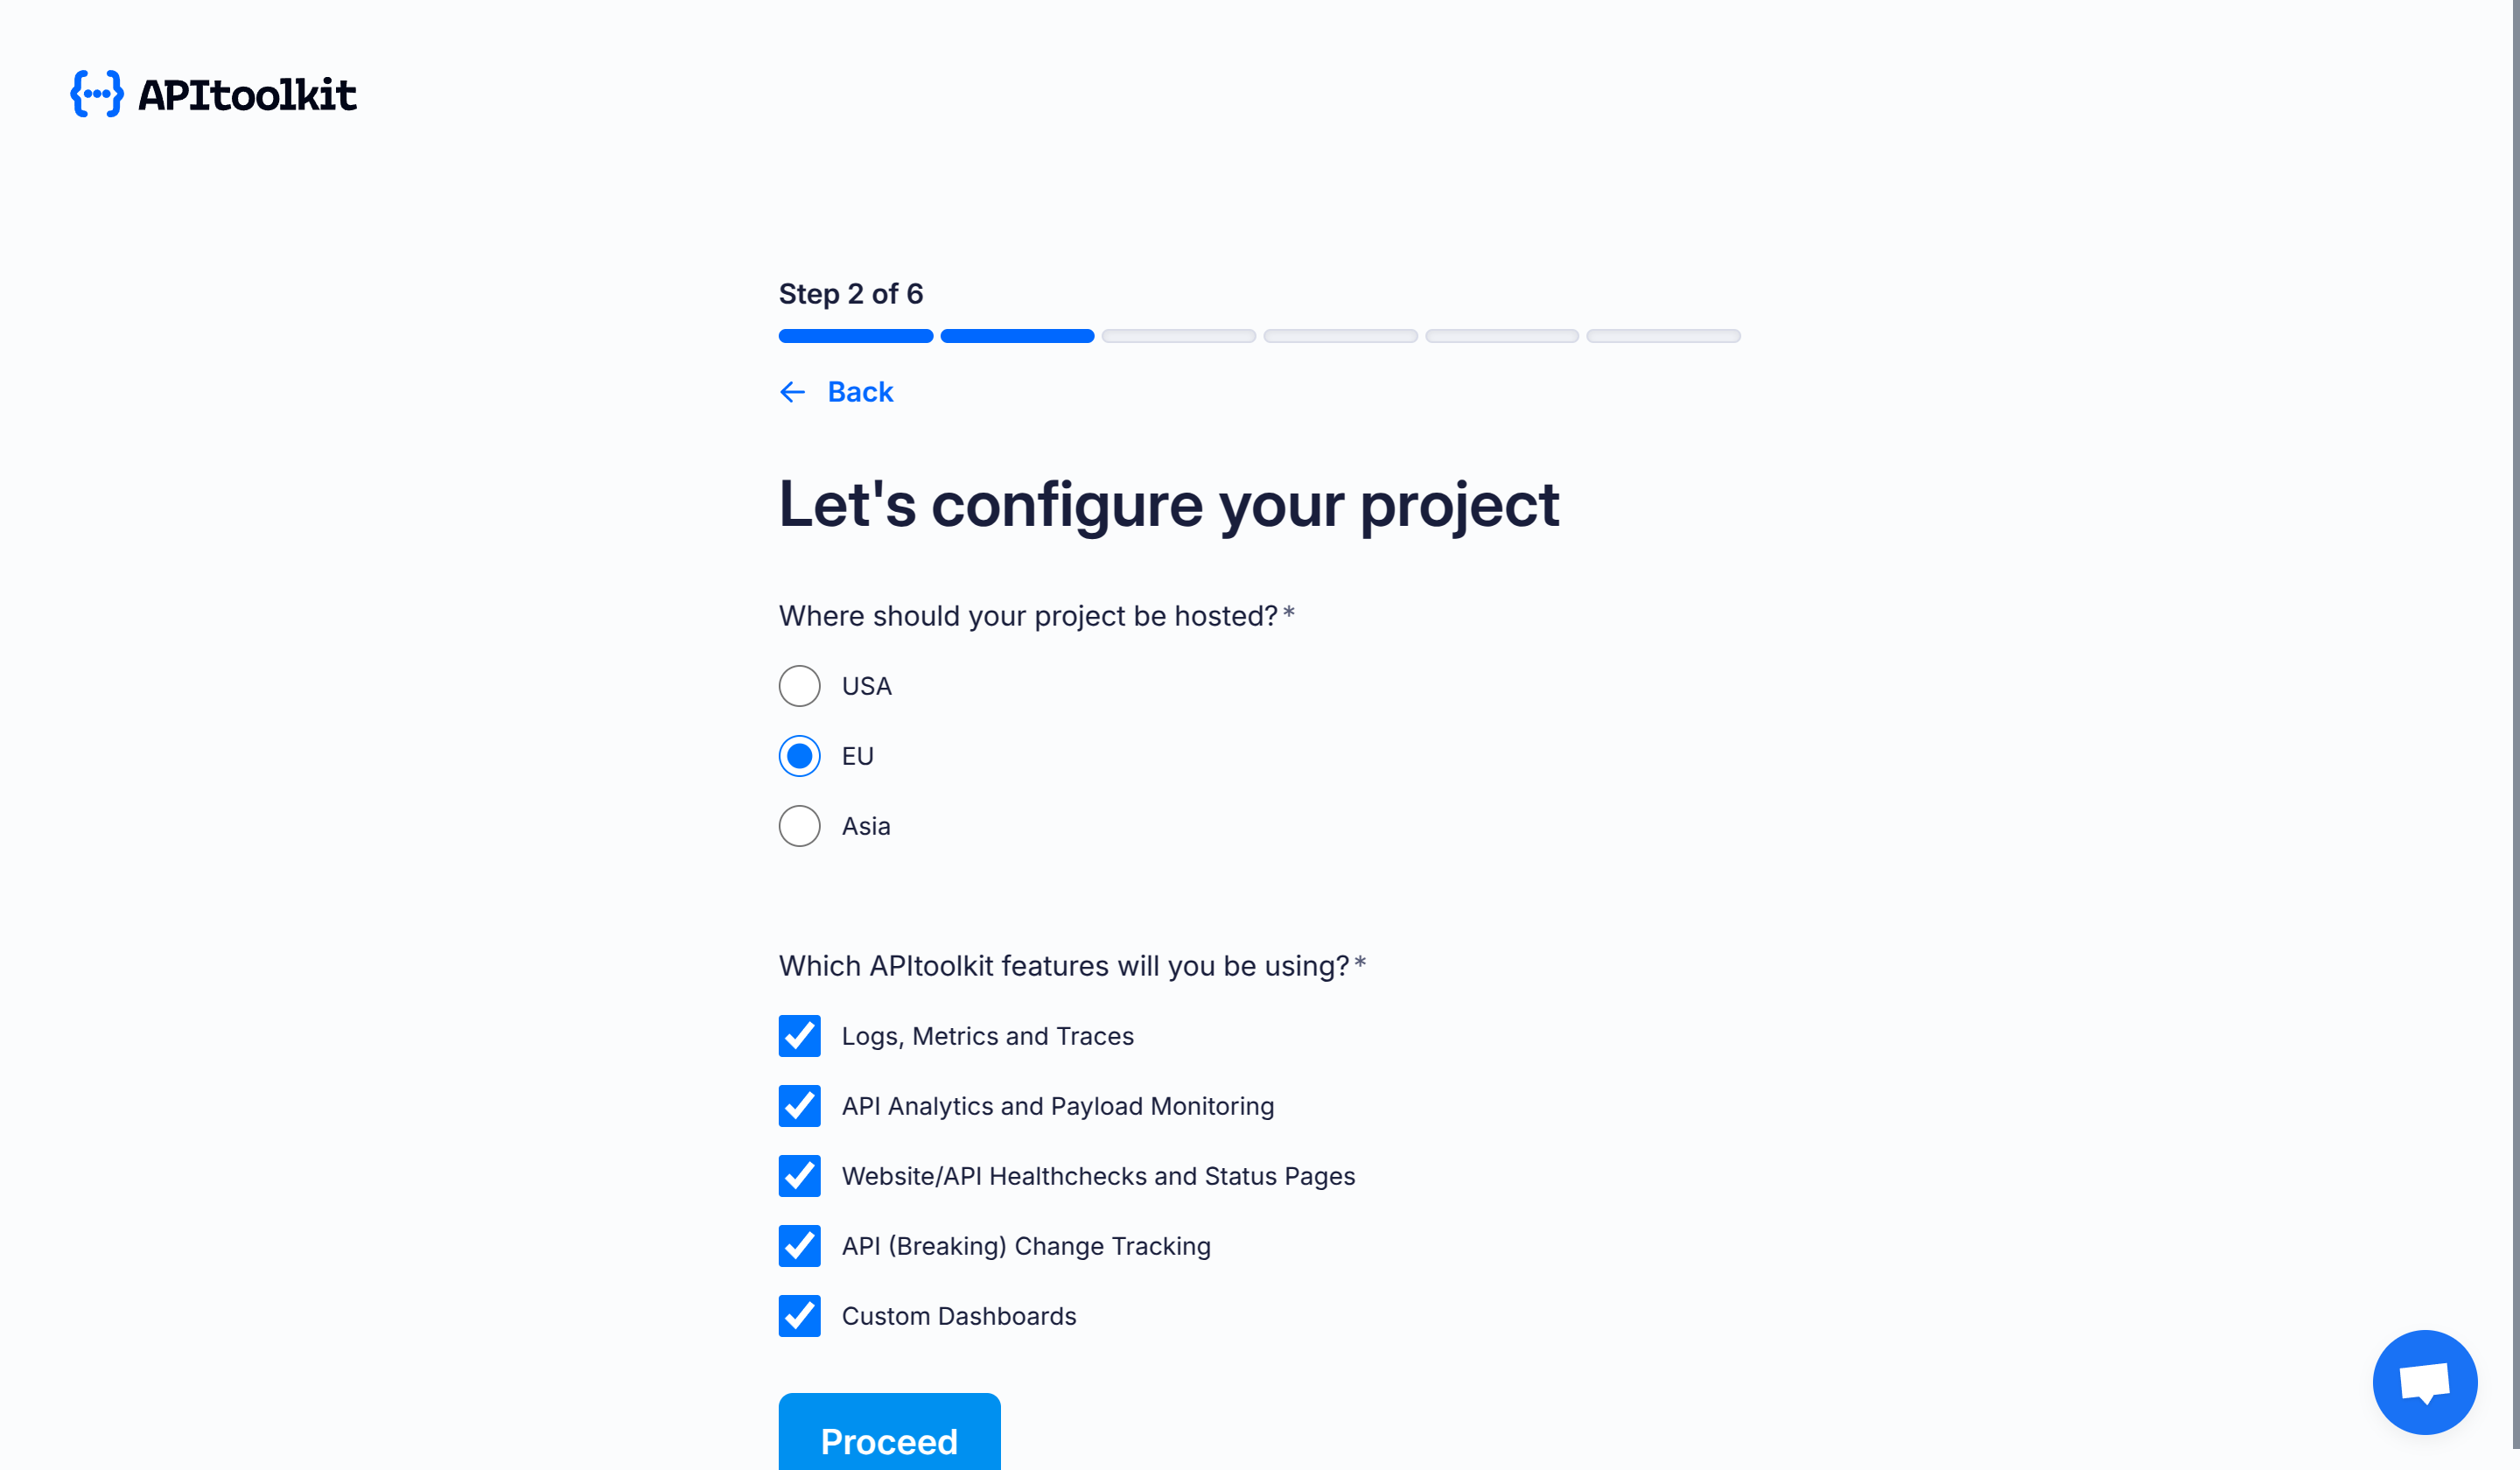 APItoolkit
Step 2 of 6
Back
Let's configure your project
Where should your project be hosted?*
USA
EU
Asia
Which APItoolkit features will you be using?*
Logs, Metrics and Traces
API Analytics and Payload Monitoring
Website/API Healthchecks and Status Pages
API (Breaking) Change Tracking
Custom Dashboards
Proceed